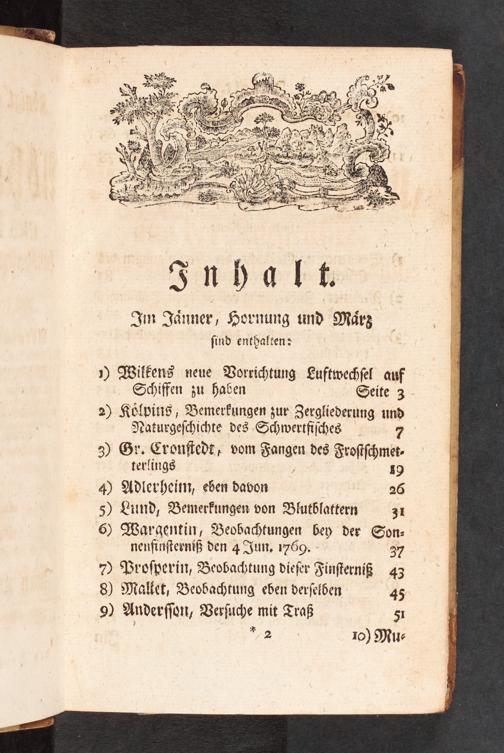 Inhalt.
Im Jänner, Hornung und März
sind enthalten:
1) Wilkens neue Vorrichtung Luftwechsel auf
Schiffen zu haben Seite 3
2) Kölpins, Bemerkungen zur Zergliederung und
Naturgeschichte des Schwertfisches 7
3) Gr. Cronstedt, vom Fangen des Frostschmet-
terlings 19
4) Adlerheim, eben davon 26
5) Lund, Bemerkungen von Blutblattern 31
6) Wargentin, Beobachtungen bey der Son-
nenfinsterniß den 4 Jun. 1769. 37
7) Prosperin, Beobachtung dieser Finsterniß 43
8) Mallet, Beobachtung eben derselben 45
9) Andersson, Versuche mit Traß 51
* 2 10) Mu-